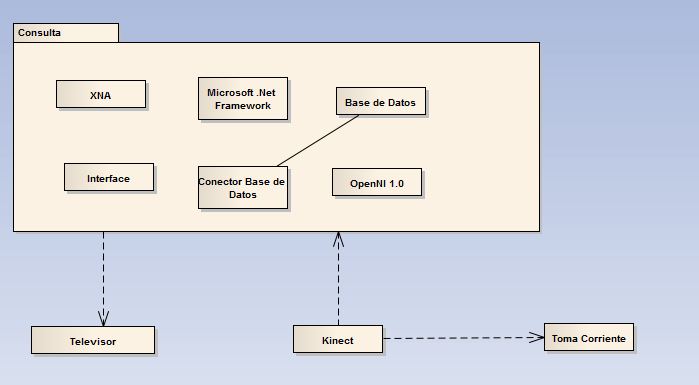 Consulta
XNA
Microsoft .Net
Framework
Base de Datos
Interface
Conector Base de
Datos
OpenNI 1.0
Televisor
Kinect
Toma Corriente